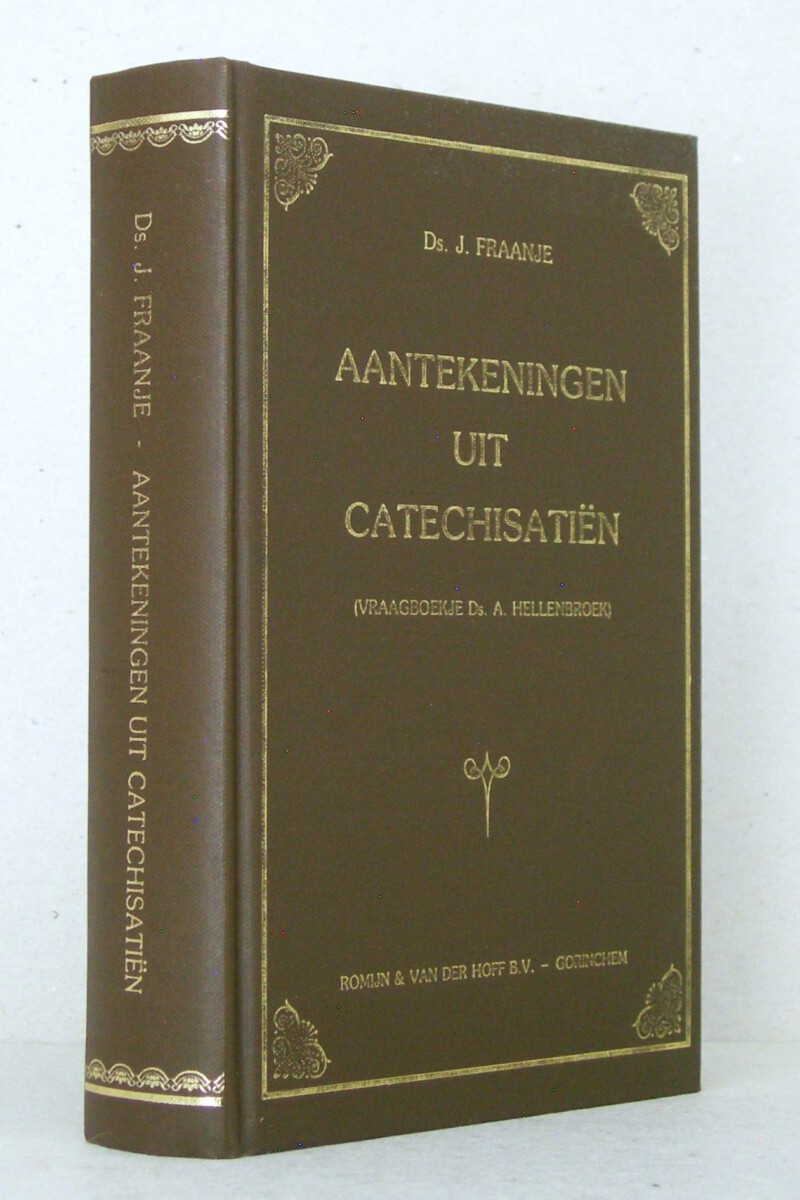 Ds. J. FRAANJE - AANTEKENINGEN UIT CATECHISATIËN
Ds. J. FRAANJE
AANTEKENINGEN
UIT
CATECHISATIËN
(VRAAGBOEKJE Ds. A. HELLENBROEK)
ROMIJN & VAN DER HOFF B.V. – GORINCHEM